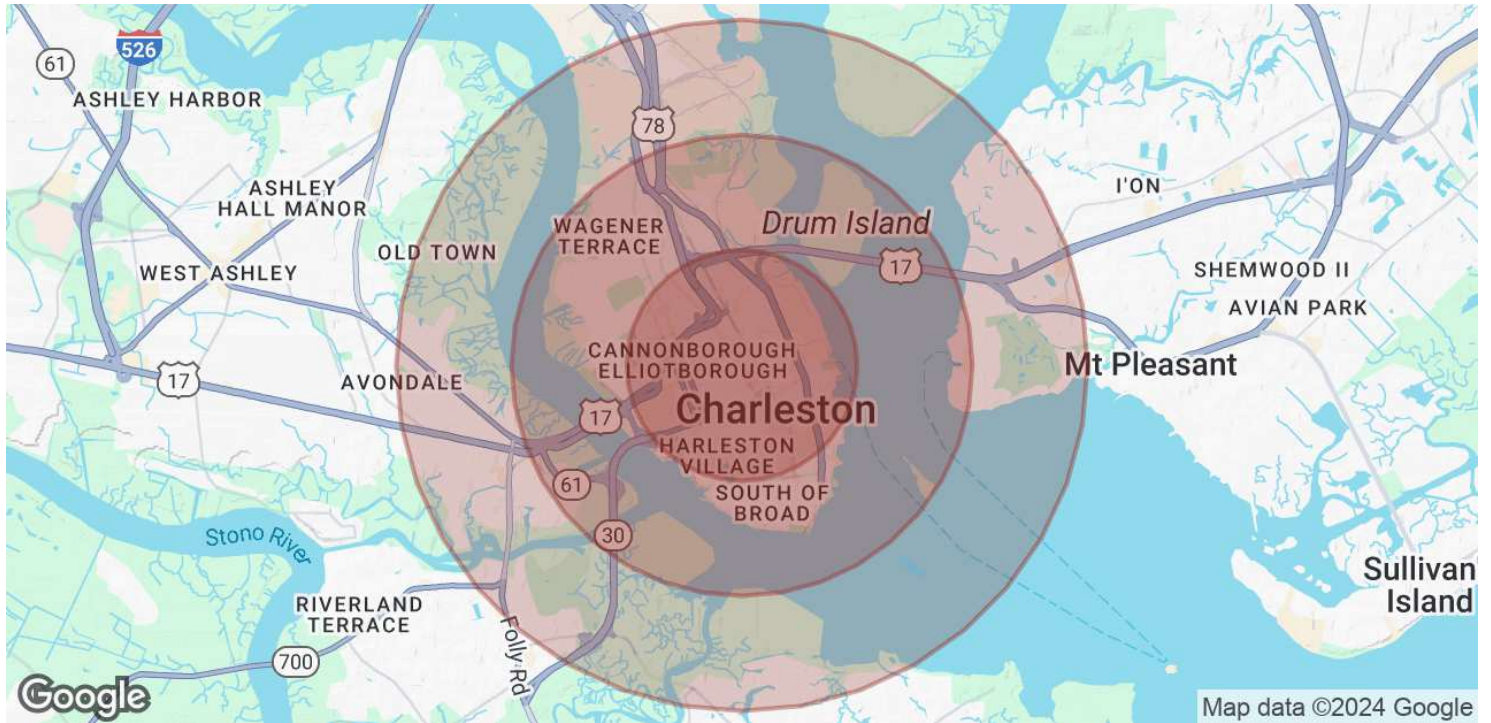 61
526
ASHLEY HARBOR
78
ASHLEY
HALL MANOR
I'ON
WAGENER
TERRACE
Drum Island
OLD TOWN
17
WEST ASHLEY
SHEMWOOD II
AVIAN PARK
CANNONBOROUGH
ELLIOTBOROUGH
Mt Pleasant
17
AVONDALE
17
Charleston
HARLESTON
VILLAGE
61
SOUTH OF
BROAD
30
Stono River
Sullivan
Island
RIVERLAND
TERRACE
Folly Rd
700
Google
Map data ©2024 Google